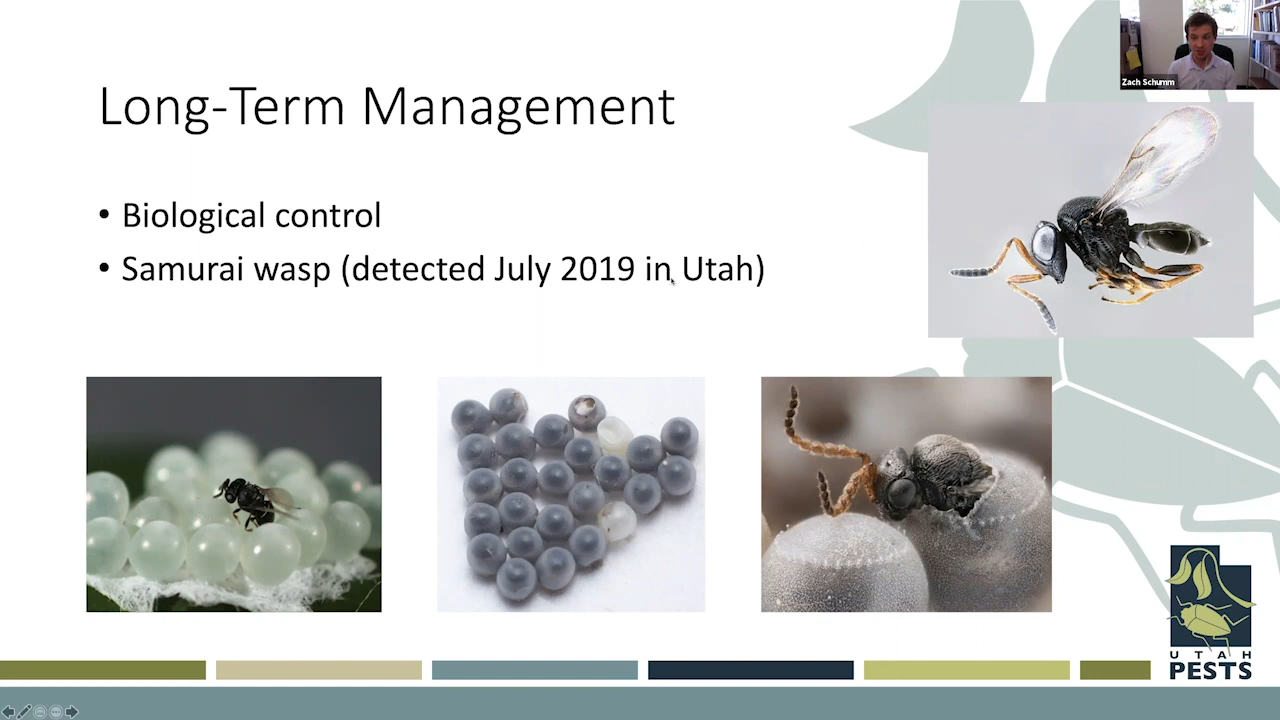 Zach Schumm
Long-Term Management
• Biological control
• Samurai wasp (detected July 2019 in Utah)
UTAH
PESTS